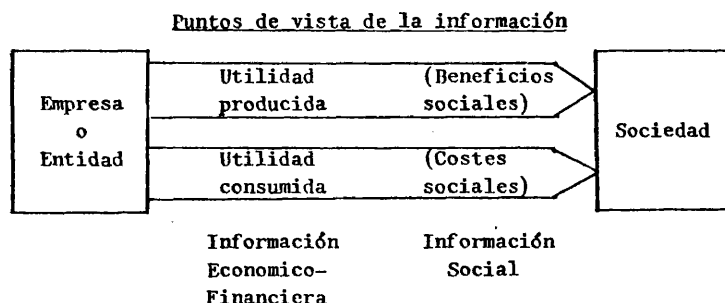 Puntos de vista de la información
Empresa
o
Entidad
Utilidad (Beneficios
producida sociales)
Utilidad (Costes
consumida sociales)
Sociedad
Información Información
Economico- Social
Financiera